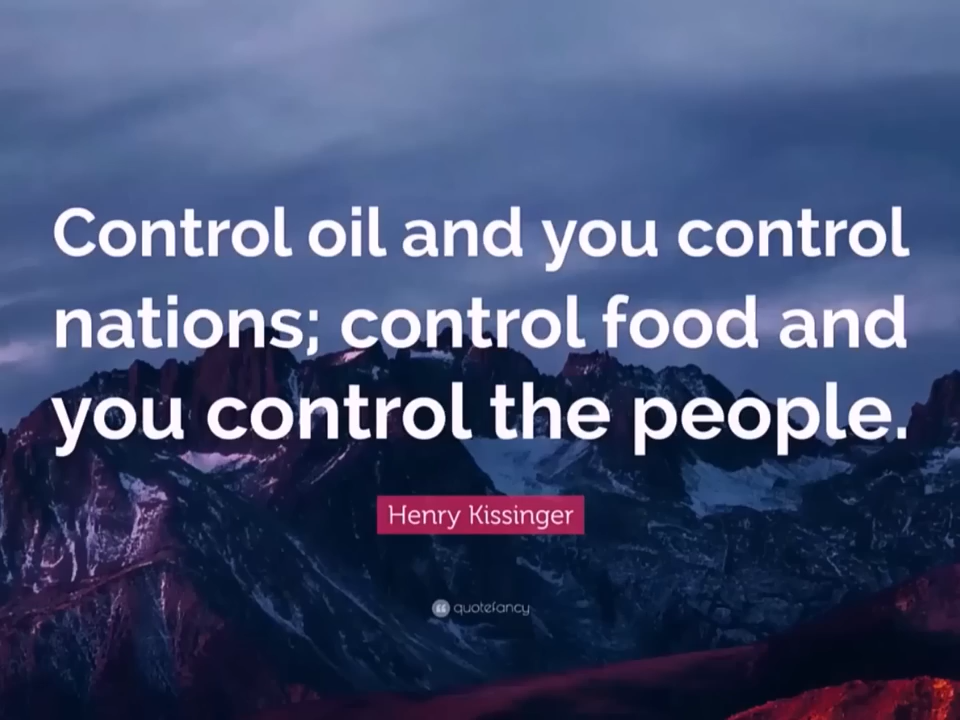 Control oil and you control
nations; control food and
you control the people.
Henry Kissinger
quotefancy